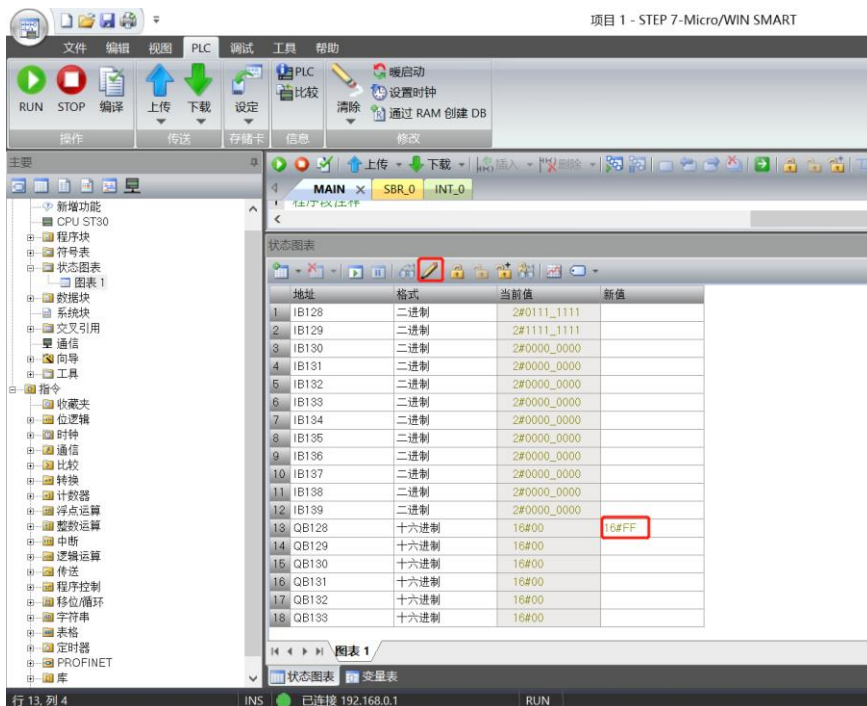 项目 1 - STEP 7-Micro/WIN SMART
文件 编辑 视图 PLC 调试 工具 帮助
RUN STOP 编译 上传 下载 设定 PLC 比较 清除 暖启动 设置时钟 通过 RAM 创建 DB
操作 传送 存储卡 信息 修改
主要
上传 下载 插入 删除
MAIN SBR_0 INT_0
程序段注释
新增功能
CPU ST30
程序块
符号表
状态图表
图表 1
数据块
系统块
交叉引用
通信
向导
工具
指令
收藏夹
位逻辑
时钟
通信
比较
转换
计数器
浮点运算
整数运算
中断
逻辑运算
传送
程序控制
移位/循环
字符串
表格
定时器
PROFINET
库
状态图表
地址 格式 当前值 新值
1 IB128 二进制 2#0111_1111
2 IB129 二进制 2#1111_1111
3 IB130 二进制 2#0000_0000
4 IB131 二进制 2#0000_0000
5 IB132 二进制 2#0000_0000
6 IB133 二进制 2#0000_0000
7 IB134 二进制 2#0000_0000
8 IB135 二进制 2#0000_0000
9 IB136 二进制 2#0000_0000
10 IB137 二进制 2#0000_0000
11 IB138 二进制 2#0000_0000
12 IB139 二进制 2#0000_0000
13 QB128 十六进制 16#00 16#FF
14 QB129 十六进制 16#00
15 QB130 十六进制 16#00
16 QB131 十六进制 16#00
17 QB132 十六进制 16#00
18 QB133 十六进制 16#00
图表 1
状态图表 变量表
行 13, 列 4 INS 已连接 192.168.0.1 RUN